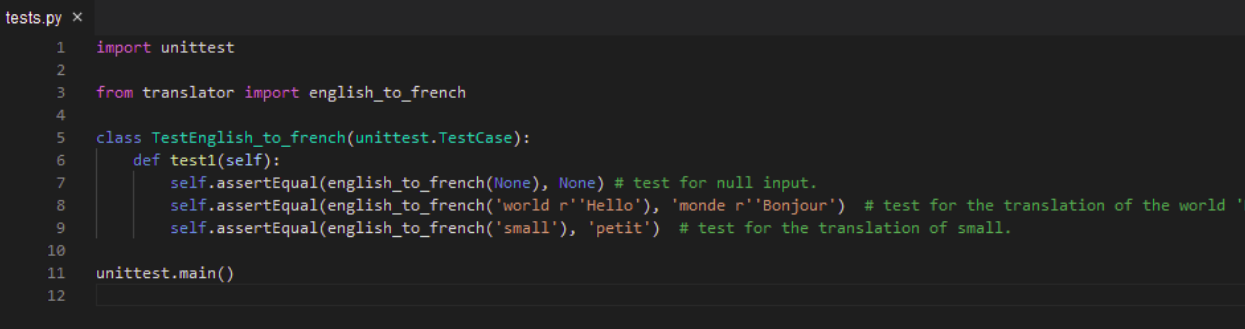 tests.py ×
1 import unittest
2
3 from translator import english_to_french
4
5 class TestEnglish_to_french(unittest.TestCase):
6 def test1(self):
7 self.assertEqual(english_to_french(None), None) # test for null input.
8 self.assertEqual(english_to_french('world r''Hello'), 'monde r''Bonjour') # test for the translation of the world '
9 self.assertEqual(english_to_french('small'), 'petit') # test for the translation of small.
10
11 unittest.main()
12